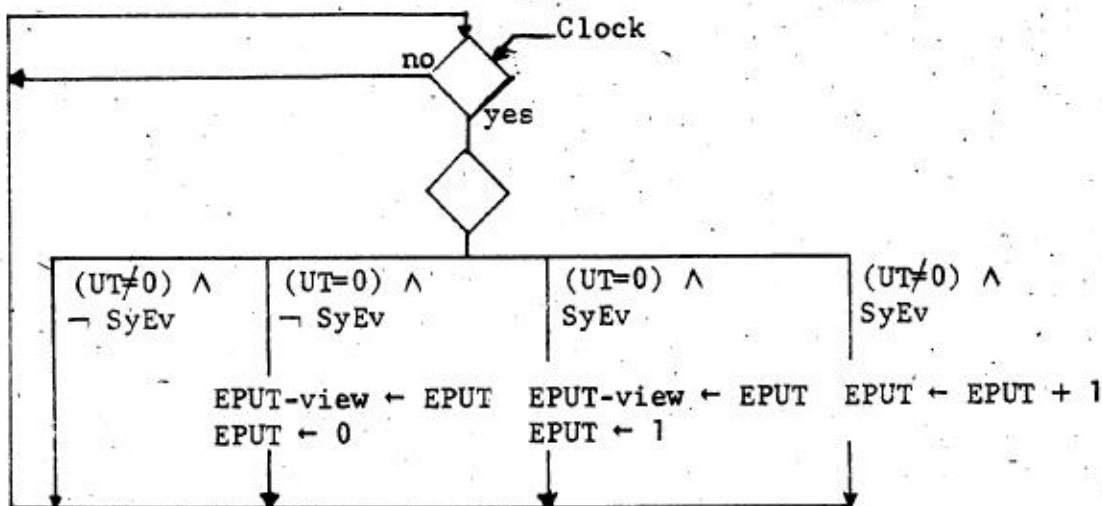 Clock
no
yes
(UT≠0) ∧
¬ SyEv
(UT=0) ∧
¬ SyEv
(UT=0) ∧
SyEv
(UT≠0) ∧
SyEv
EPUT-view ← EPUT
EPUT ← 0
EPUT-view ← EPUT
EPUT ← 1
EPUT ← EPUT + 1